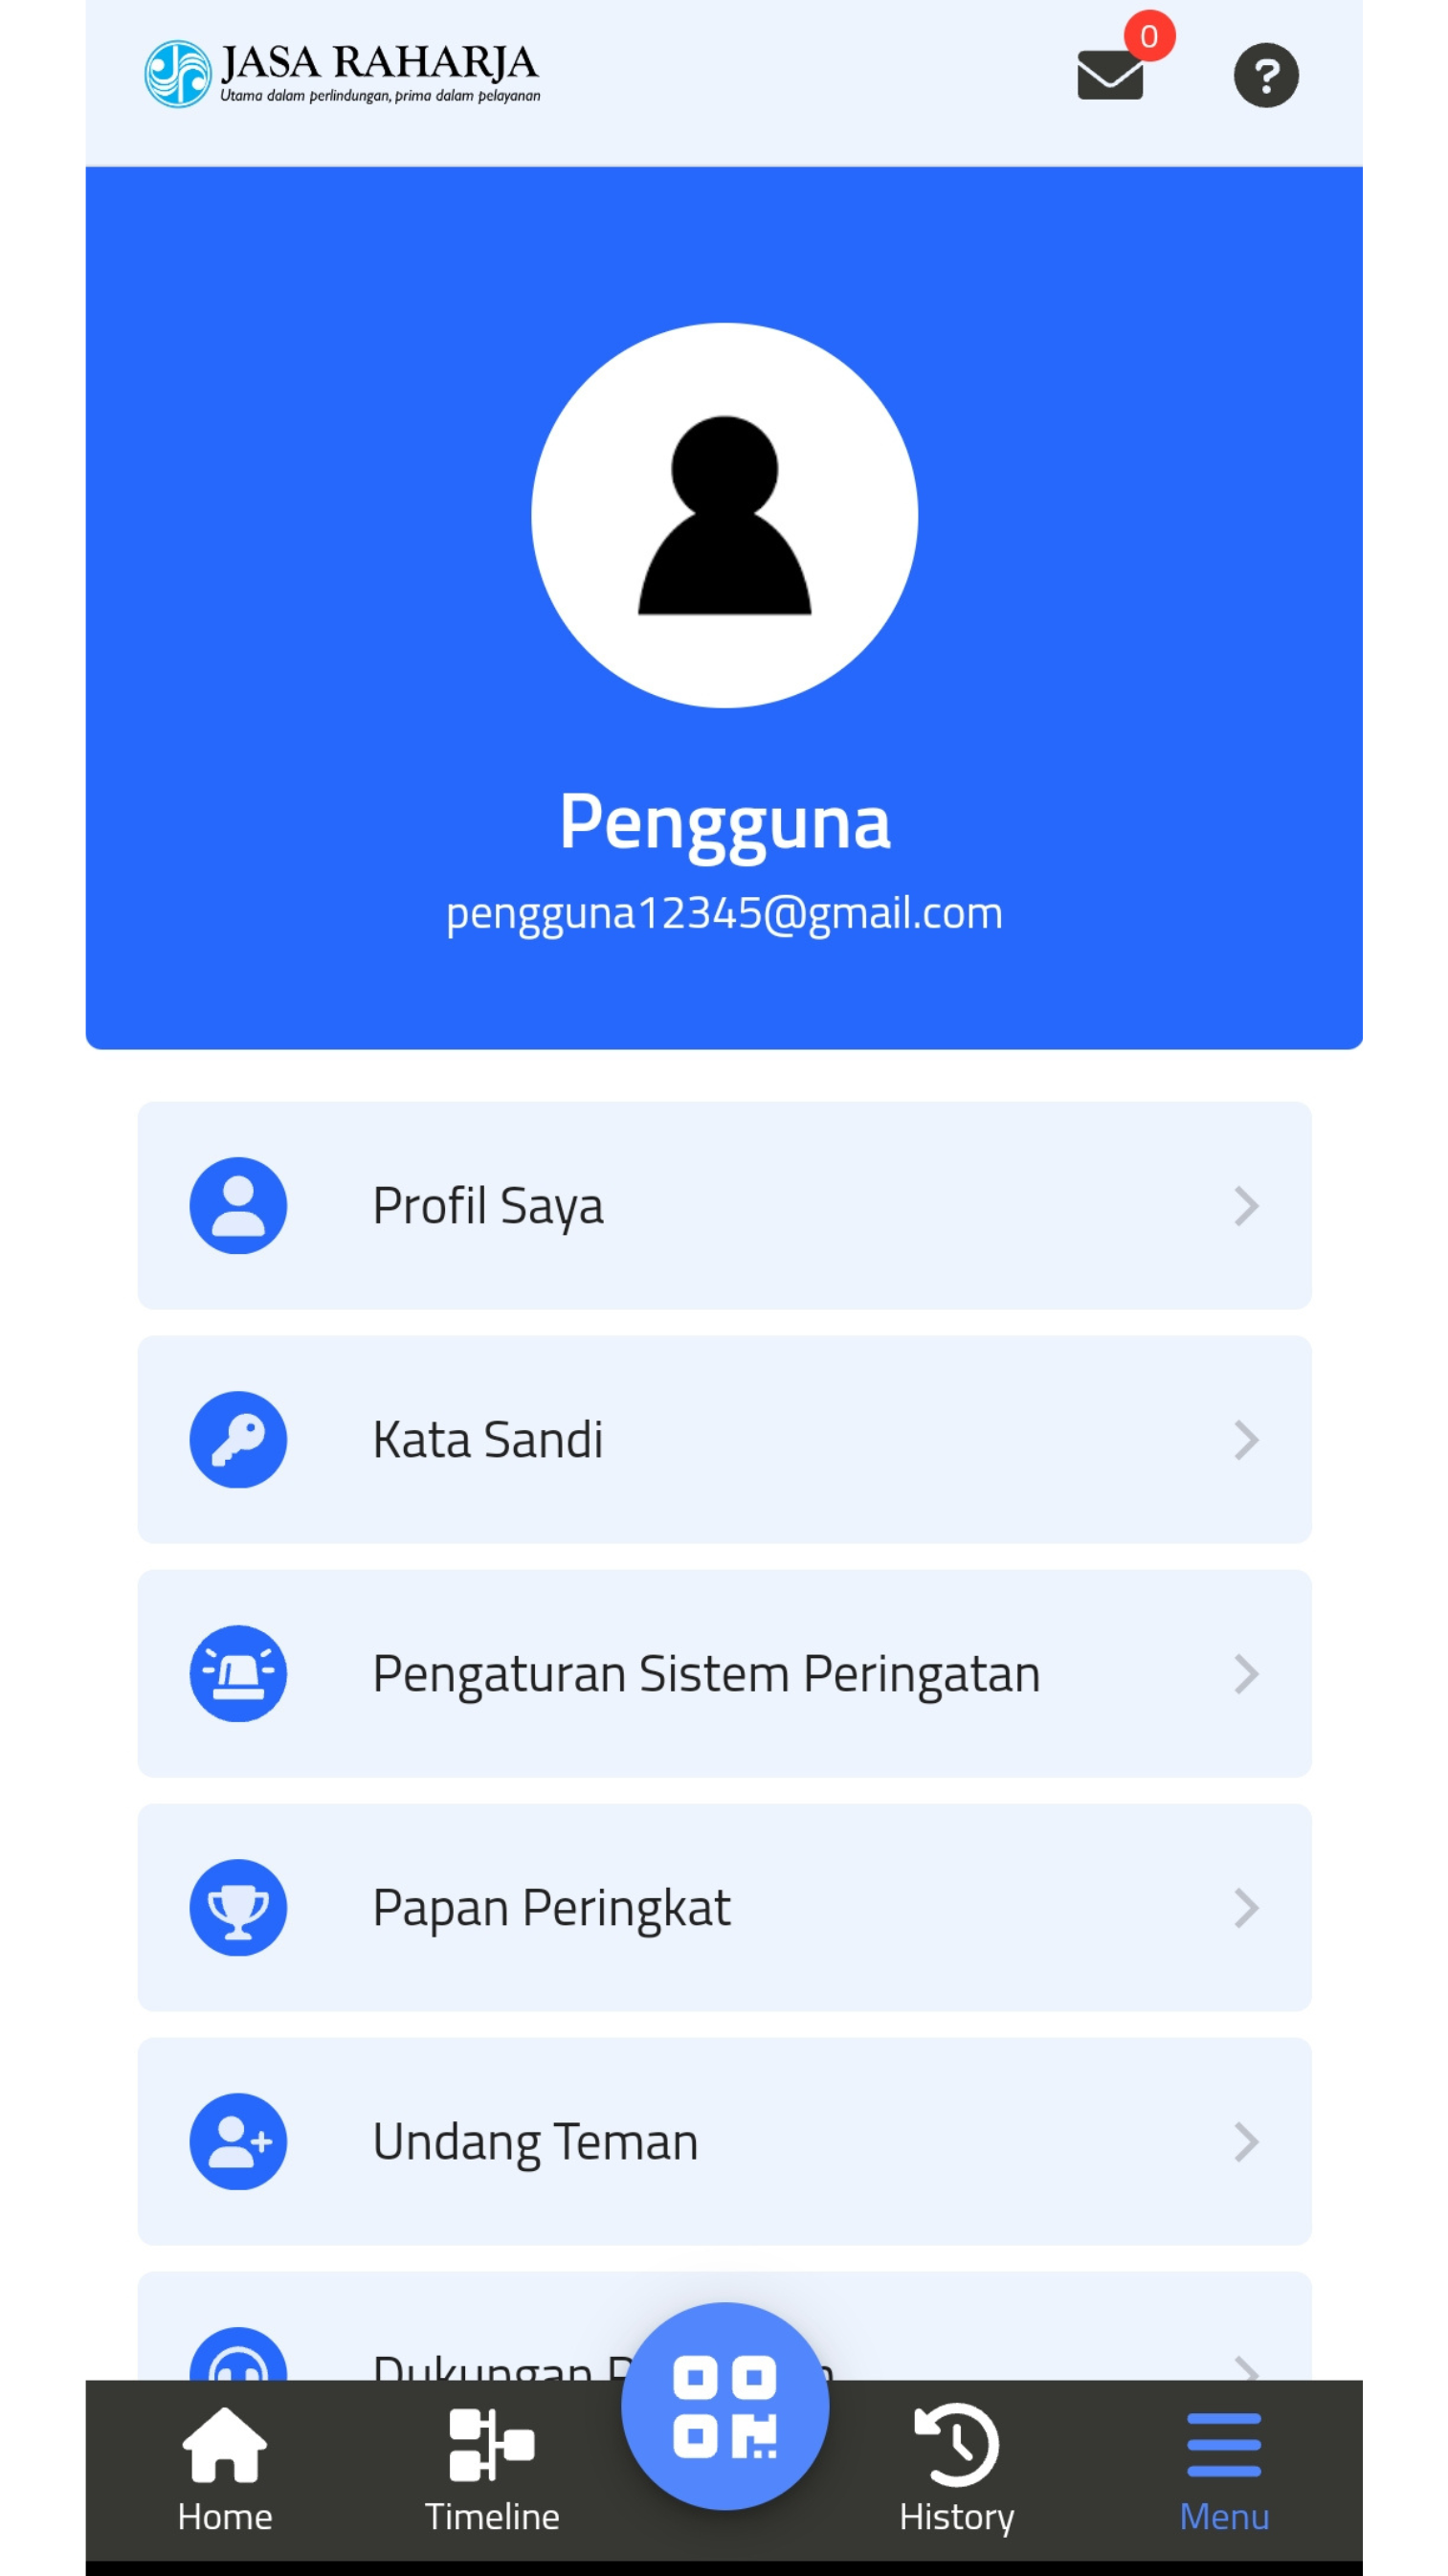 JASA RAHARJA
Utama dalam perlindungan, prima dalam pelayanan
0
?
Pengguna
pengguna12345@gmail.com
Profil Saya
Kata Sandi
Pengaturan Sistem Peringatan
Papan Peringkat
Undang Teman
Dukungan
Home
Timeline
History
Menu